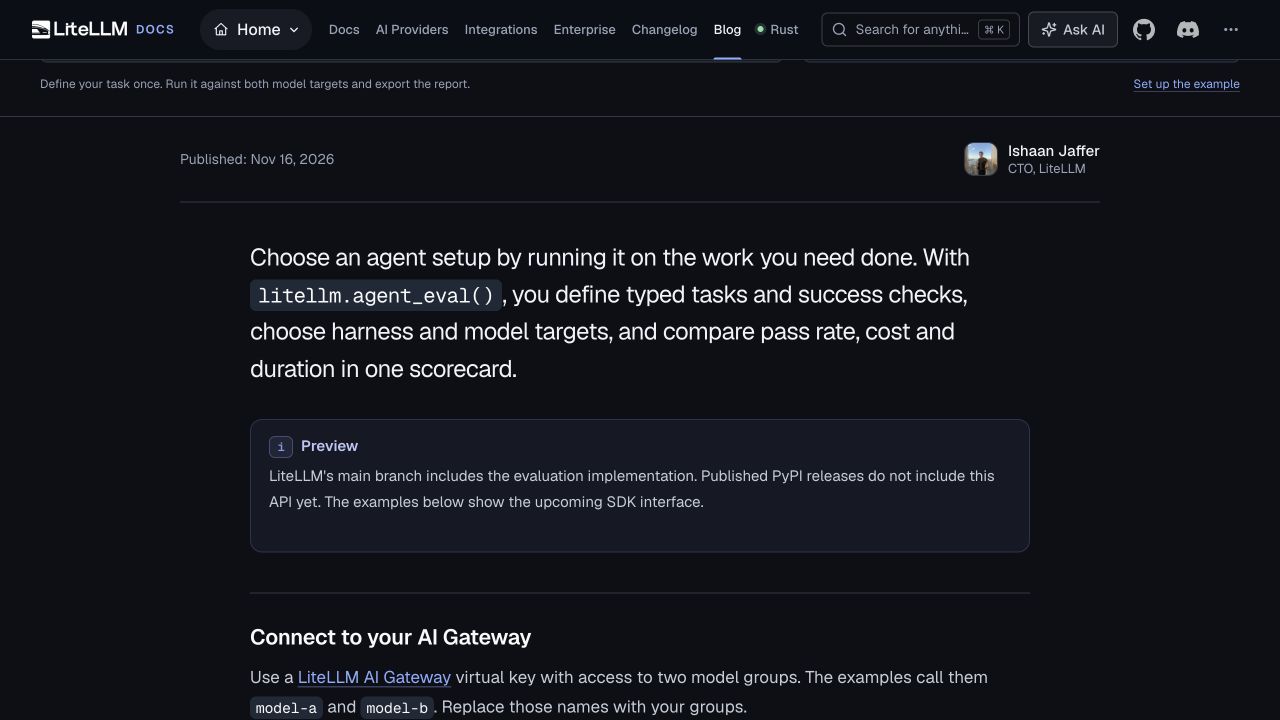 LiteLLM DOCS Home Docs AI Providers Integrations Enterprise Changelog Blog Rust Search for anythi... ⌘ K Ask AI
Define your task once. Run it against both model targets and export the report. Set up the example
Published: Nov 16, 2026
Ishaan Jaffer
CTO, LiteLLM
Choose an agent setup by running it on the work you need done. With
litellm.agent_eval(), you define typed tasks and success checks,
choose harness and model targets, and compare pass rate, cost and
duration in one scorecard.
i Preview
LiteLLM's main branch includes the evaluation implementation. Published PyPI releases do not include this
API yet. The examples below show the upcoming SDK interface.
Connect to your AI Gateway
Use a LiteLLM AI Gateway virtual key with access to two model groups. The examples call them
model-a and model-b. Replace those names with your groups.